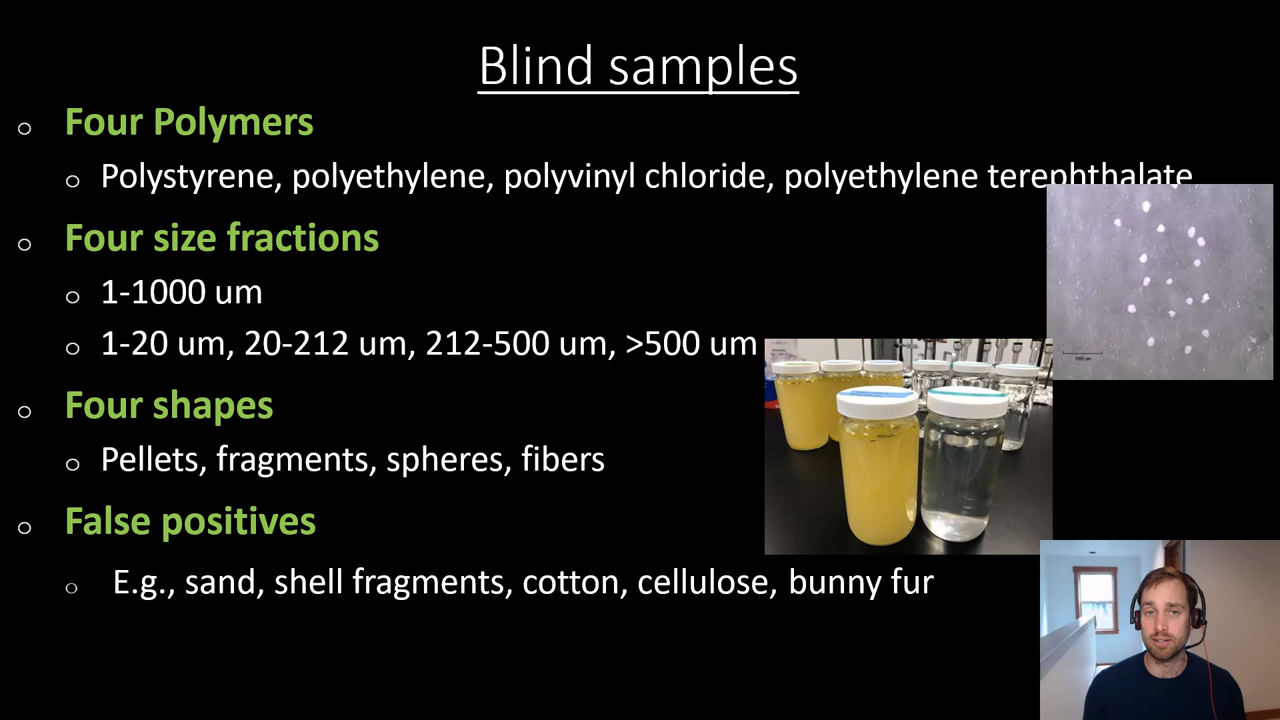 Blind samples
Four Polymers
Polystyrene, polyethylene, polyvinyl chloride, polyethylene terephthalate
Four size fractions
1-1000 um
1-20 um, 20-212 um, 212-500 um, >500 um
Four shapes
Pellets, fragments, spheres, fibers
False positives
E.g., sand, shell fragments, cotton, cellulose, bunny fur